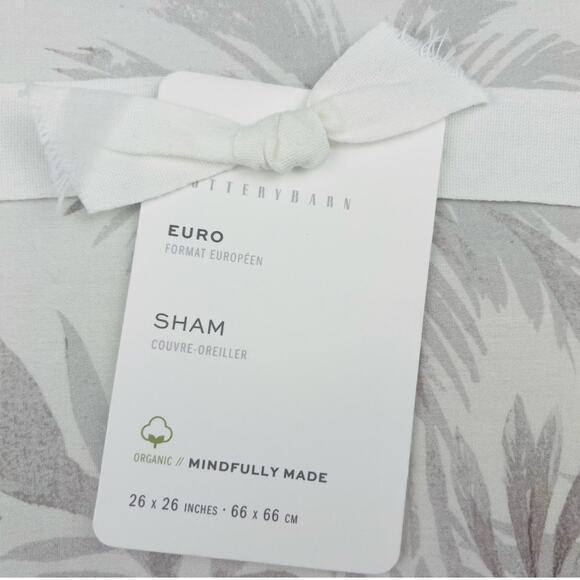 OTTERYBARN
EURO
FORMAT EUROPÉEN
SHAM
COUVRE-OREILLER
ORGANIC // MINDFULLY MADE
26 x 26 INCHES · 66 x 66 CM